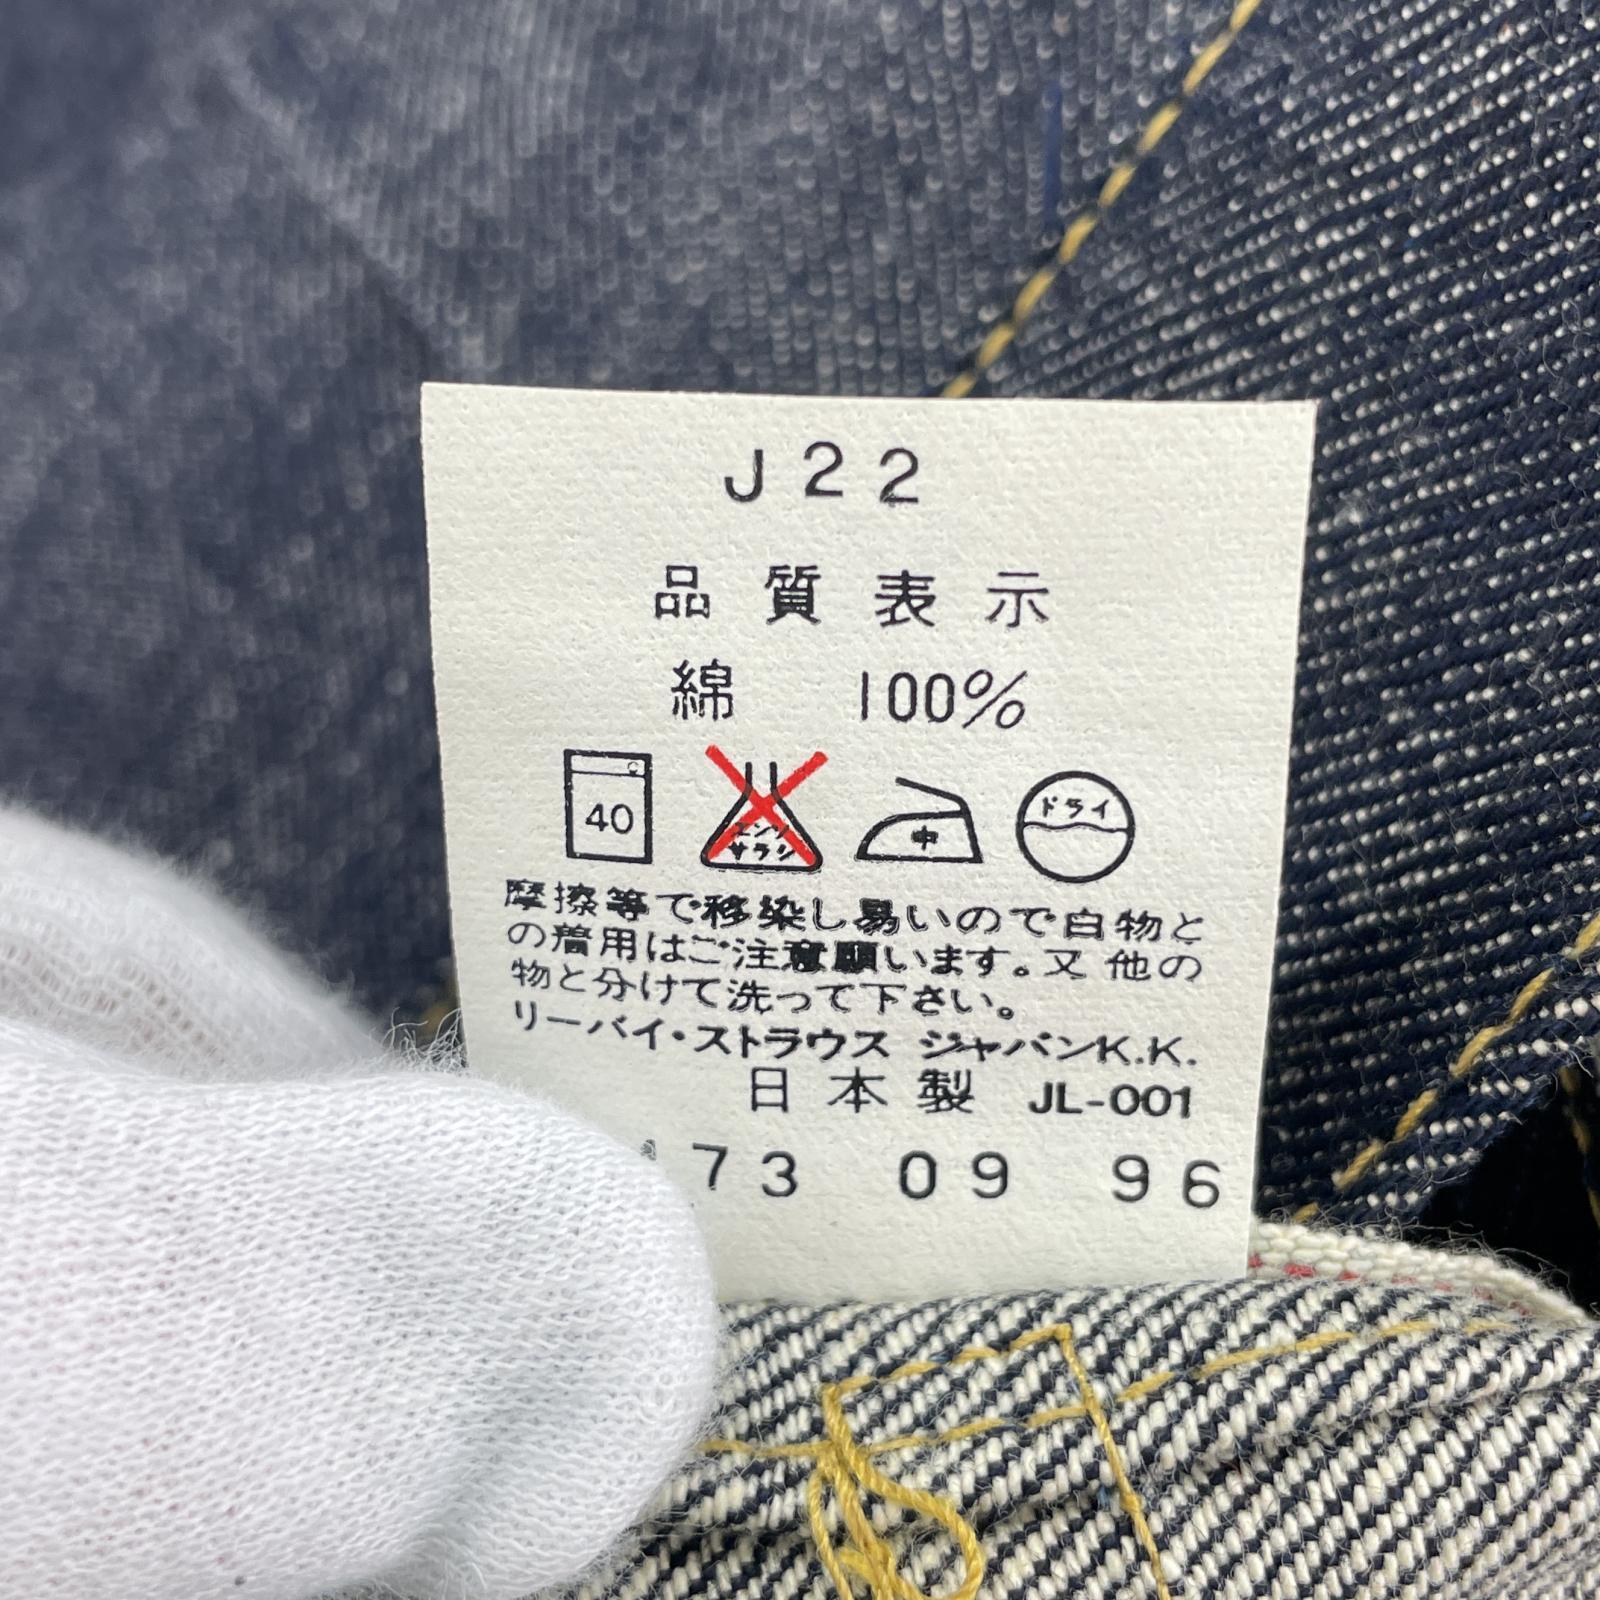 J22
品質表示
綿 100%
40
エンソ
サラシ
中
ドライ
摩擦等で移染し易いので白物と
の着用はご注意願います。又他の
物と分けて洗って下さい。
リーバイ・ストラウス ジャパンK.K.
日本製 JL-001
73 09 96